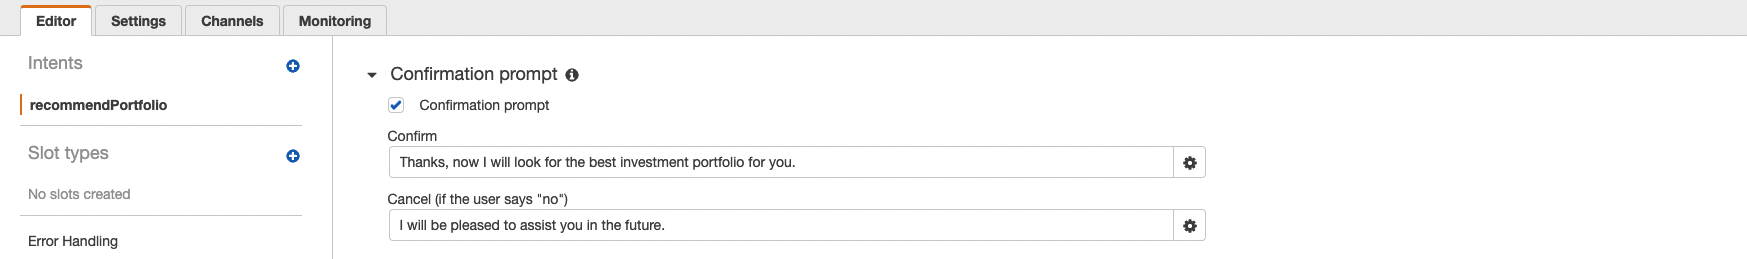 Editor
Settings
Channels
Monitoring
Intents
recommendPortfolio
Slot types
No slots created
Error Handling
Confirmation prompt
Confirmation prompt
Confirm
Thanks, now I will look for the best investment portfolio for you.
Cancel (if the user says "no")
I will be pleased to assist you in the future.